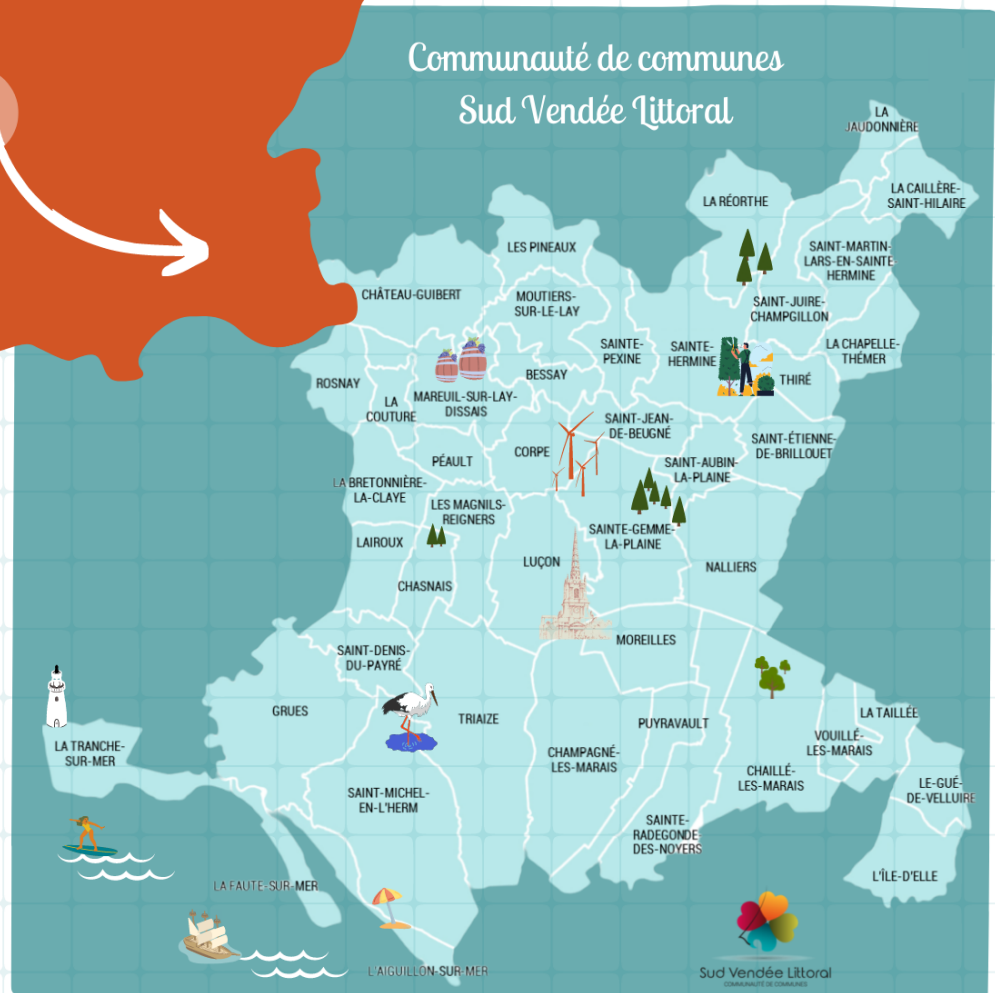 Communauté de communes
Sud Vendée Littoral
LA
JAUDONNIÈRE
LA CAILLÈRE-
SAINT-HILAIRE
LA RÉORTHE
LES PINEAUX
SAINT-MARTIN-
LARS-EN-SAINTE
HERMINE
CHÂTEAU-GUIBERT
MOUTIERS-
SUR-LE-LAY
SAINT-JUIRE-
CHAMPGILLON
SAINTE-
PEXINE
SAINTE-
HERMINE
LA CHAPELLE-
THÉMER
ROSNAY
BESSAY
THIRÉ
LA
COUTURE
MAREUIL-SUR-LAY-
DISSAIS
SAINT-JEAN-
DE-BEUGNÉ
SAINT-ÉTIENNE-
DE-BRILLOUET
PÉAULT
CORPE
SAINT-AUBIN-
LA-PLAINE
LA BRETONNIÈRE-
LA-CLAYE
LES MAGNILS-
REIGNERS
SAINTE-GEMME-
LA-PLAINE
LAIROUX
LUÇON
NALLIERS
CHASNAIS
MOREILLES
SAINT-DENIS-
DU-PAYRÉ
GRUES
TRIAIZE
PUYRAVAULT
LA TAILLÉE
VOUILLÉ-
LES-MARAIS
LA TRANCHE-
SUR-MER
CHAMPAGNÉ-
LES-MARAIS
CHAILLÉ-
LES-MARAIS
LE-GUÉ-
DE-VELLUIRE
SAINT-MICHEL-
EN-L'HERM
SAINTE-
RADEGONDE
DES-NOYERS
L'ÎLE-D'ELLE
LA FAUTE-SUR-MER
L'AIGUILLON-SUR-MER
Sud Vendée Littoral
COMMUNAUTÉ DE COMMUNES